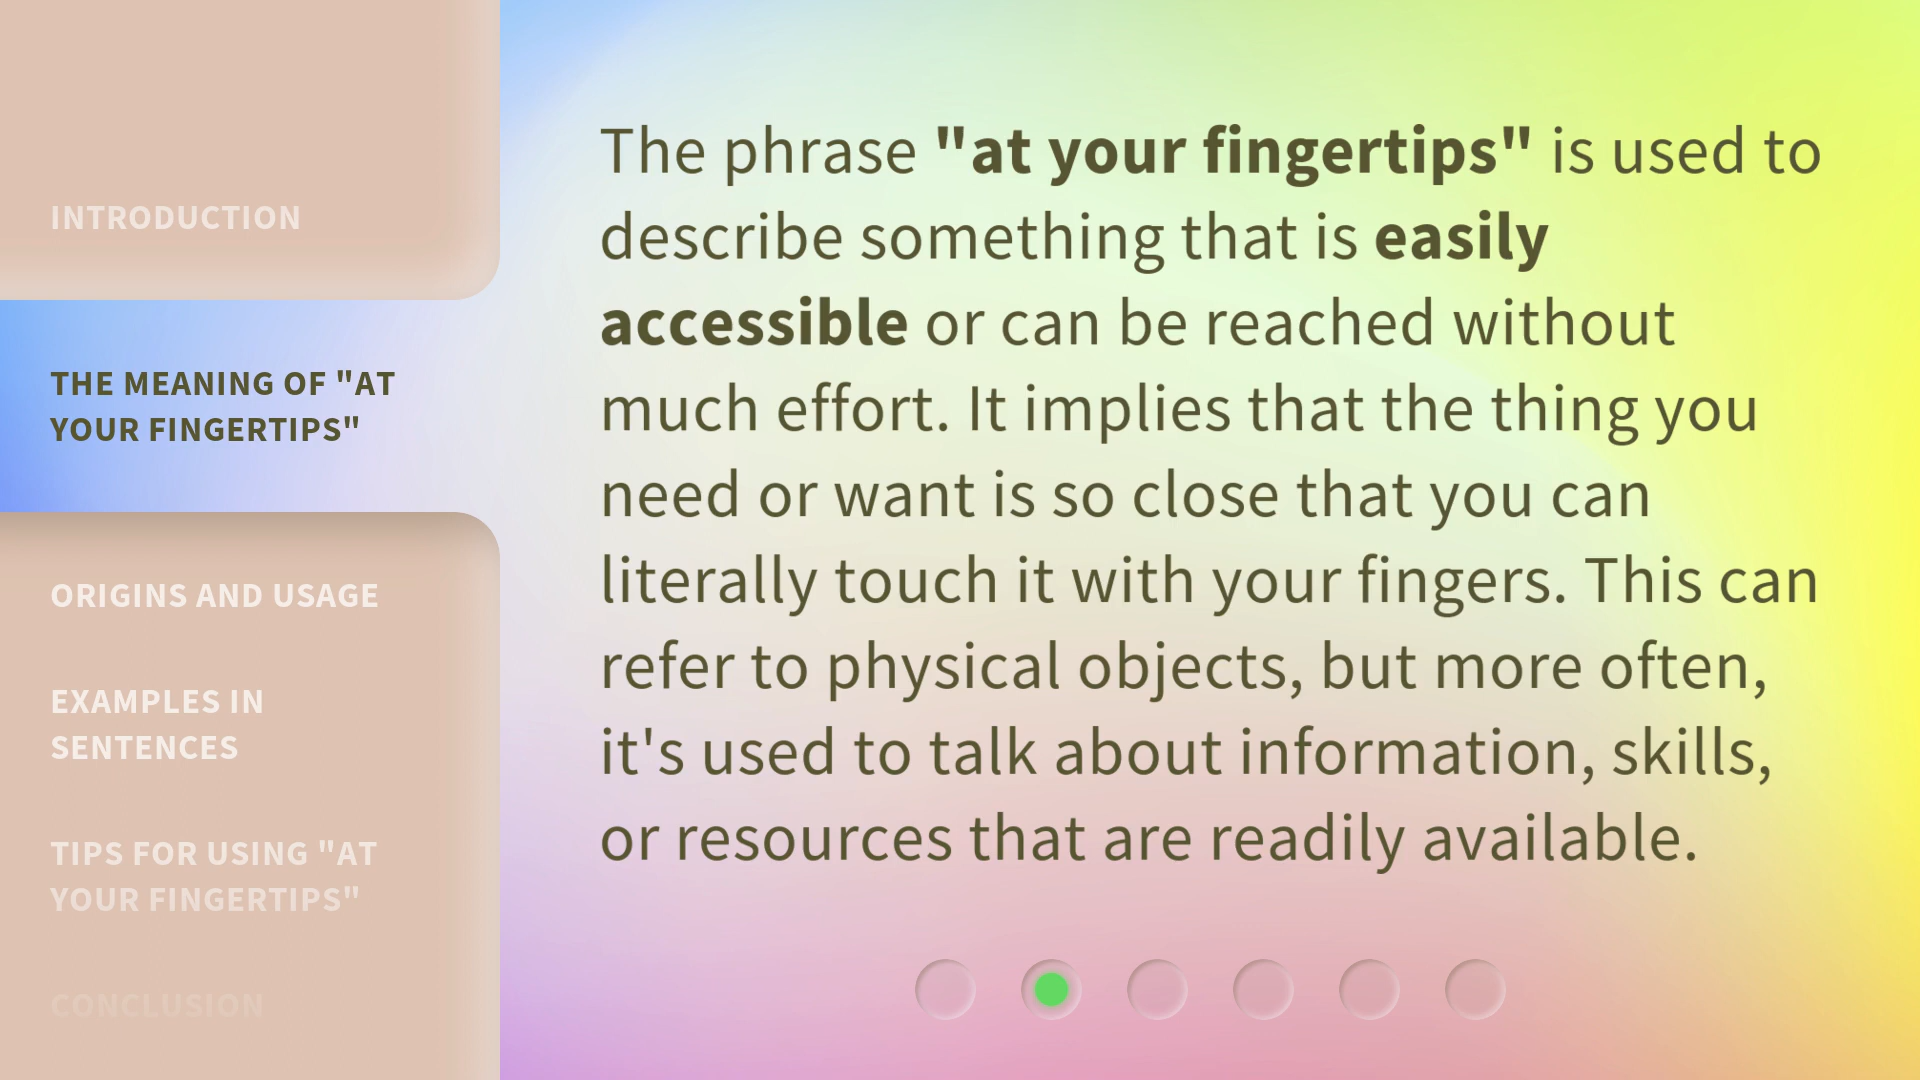 INTRODUCTION
THE MEANING OF "AT
YOUR FINGERTIPS"
ORIGINS AND USAGE
EXAMPLES IN
SENTENCES
TIPS FOR USING "AT
YOUR FINGERTIPS"
CONCLUSION
The phrase "at your fingertips" is used to
describe something that is easily
accessible or can be reached without
much effort. It implies that the thing you
need or want is so close that you can
literally touch it with your fingers. This can
refer to physical objects, but more often,
it's used to talk about information, skills,
or resources that are readily available.